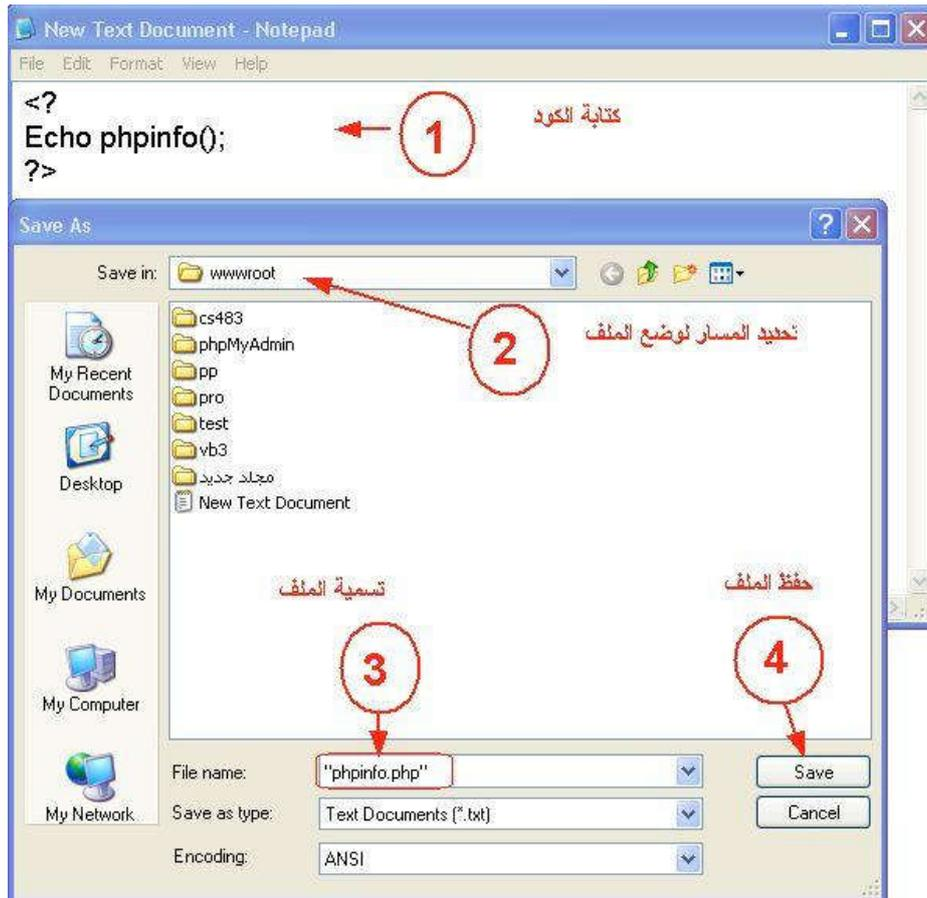 New Text Document - Notepad
File Edit Format View Help
<?
Echo phpinfo();
?>
1
كتابة الكود
Save As
Save in:
wwwroot
cs483
phpMyAdmin
pp
pro
test
vb3
مجلد جديد
New Text Document
2
تحديد المسار لوضع الملف
My Recent
Documents
Desktop
My Documents
My Computer
My Network
تسمية الملف
3
حفظ الملف
4
File name:
"phpinfo.php"
Save
Save as type:
Text Documents (*.txt)
Cancel
Encoding:
ANSI